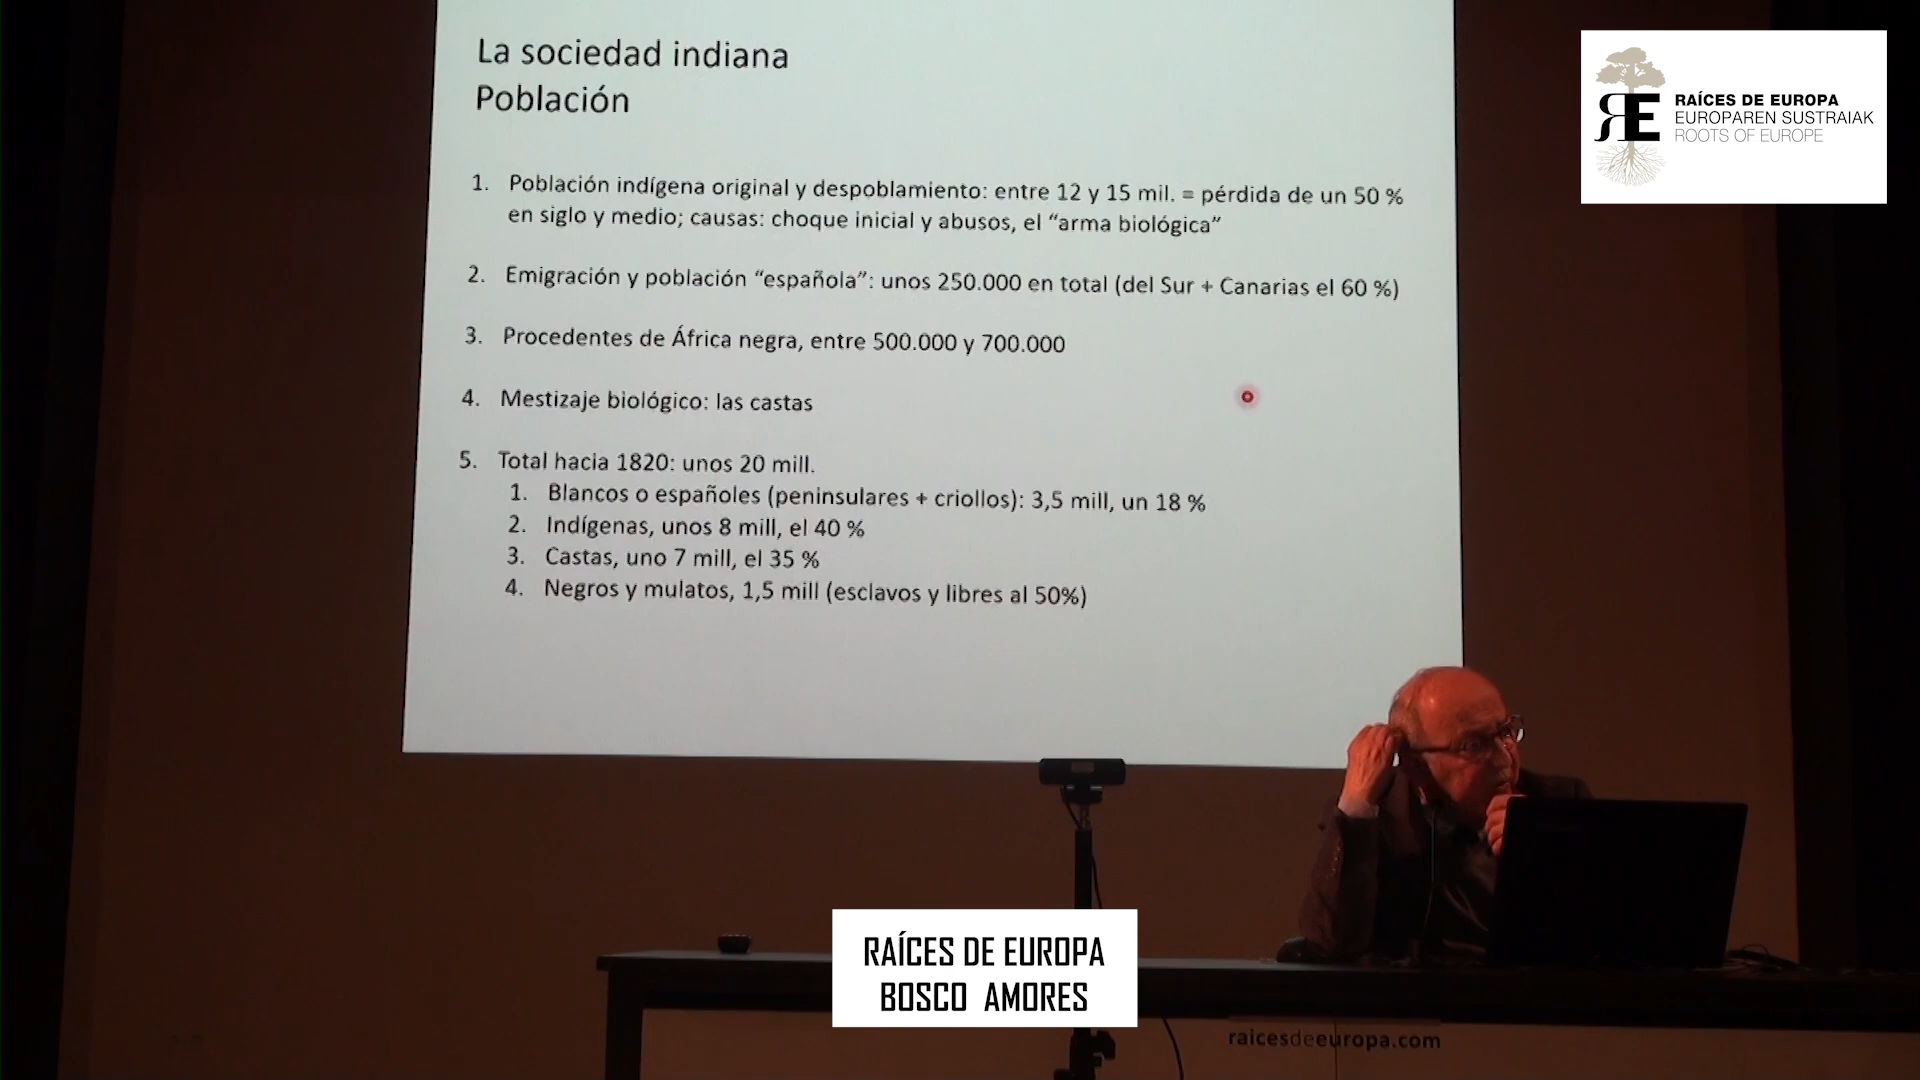 La sociedad indiana
Población
1. Población indígena original y despoblamiento: entre 12 y 15 mil. = pérdida de un 50 %
en siglo y medio; causas: choque inicial y abusos, el “arma biológica”
2. Emigración y población “española”: unos 250.000 en total (del Sur + Canarias el 60 %)
3. Procedentes de África negra, entre 500.000 y 700.000
4. Mestizaje biológico: las castas
5. Total hacia 1820: unos 20 mill.
1. Blancos o españoles (peninsulares + criollos): 3,5 mill, un 18 %
2. Indígenas, unos 8 mill, el 40 %
3. Castas, uno 7 mill, el 35 %
4. Negros y mulatos, 1,5 mill (esclavos y libres al 50%)
RE
RAÍCES DE EUROPA
EUROPAREN SUSTRAIAK
ROOTS OF EUROPE
RAÍCES DE EUROPA
BOSCO AMORES
raicesdeeuropa.com